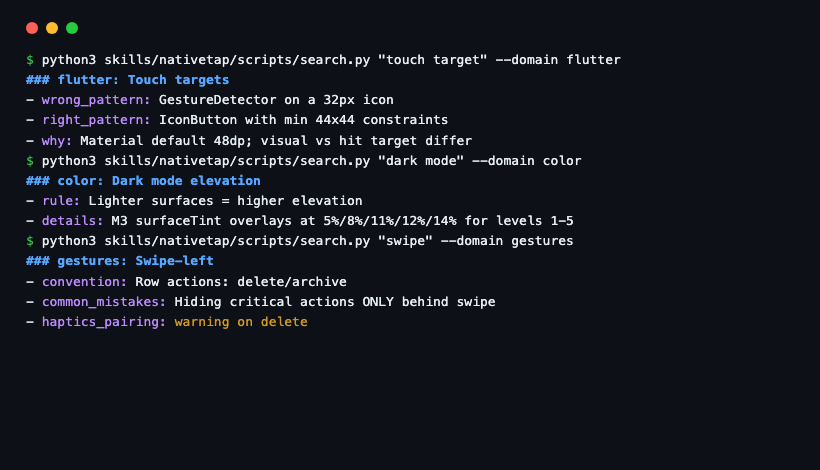 $ python3 skills/nativetap/scripts/search.py "touch target" --domain flutter
### flutter: Touch targets
– wrong_pattern: GestureDetector on a 32px icon
– right_pattern: IconButton with min 44x44 constraints
– why: Material default 48dp; visual vs hit target differ
$ python3 skills/nativetap/scripts/search.py "dark mode" --domain color
### color: Dark mode elevation
– rule: Lighter surfaces = higher elevation
– details: M3 surfaceTint overlays at 5%/8%/11%/12%/14% for levels 1-5
$ python3 skills/nativetap/scripts/search.py "swipe" --domain gestures
### gestures: Swipe-left
– convention: Row actions: delete/archive
– common_mistakes: Hiding critical actions ONLY behind swipe
– haptics_pairing: warning on delete